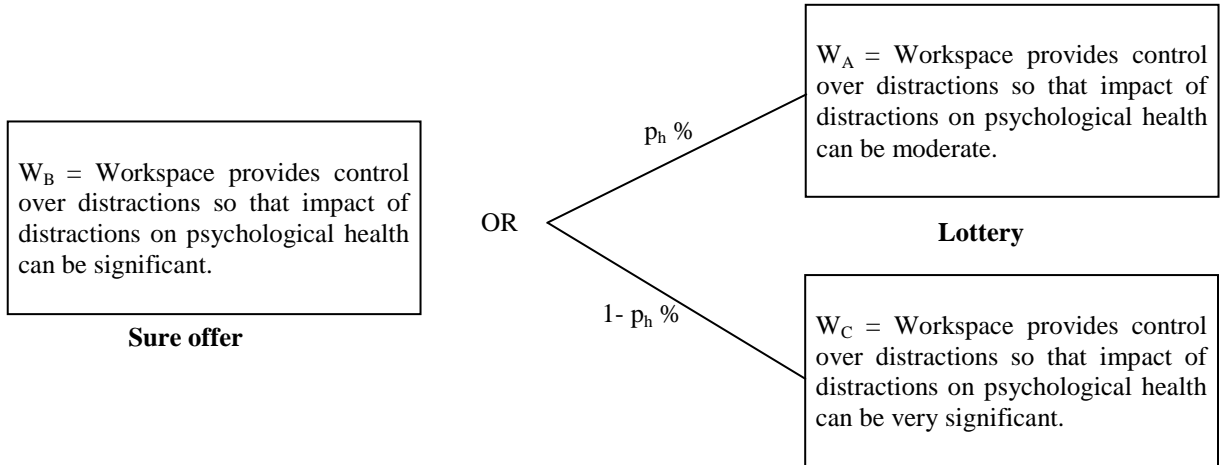 W_B = Workspace provides control
over distractions so that impact of
distractions on psychological health
can be significant.
Sure offer
OR
p_h %
1- p_h %
W_A = Workspace provides control
over distractions so that impact of
distractions on psychological health
can be moderate.
Lottery
W_C = Workspace provides control
over distractions so that impact of
distractions on psychological health
can be very significant.